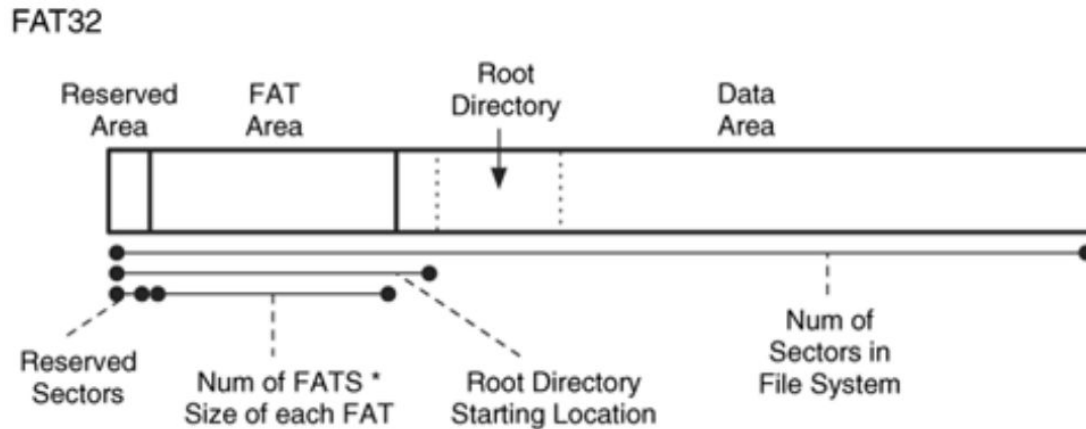 FAT32
Reserved
Area
FAT
Area
Root
Directory
Data
Area
Reserved
Sectors
Num of FATS *
Size of each FAT
Root Directory
Starting Location
Num of
Sectors in
File System